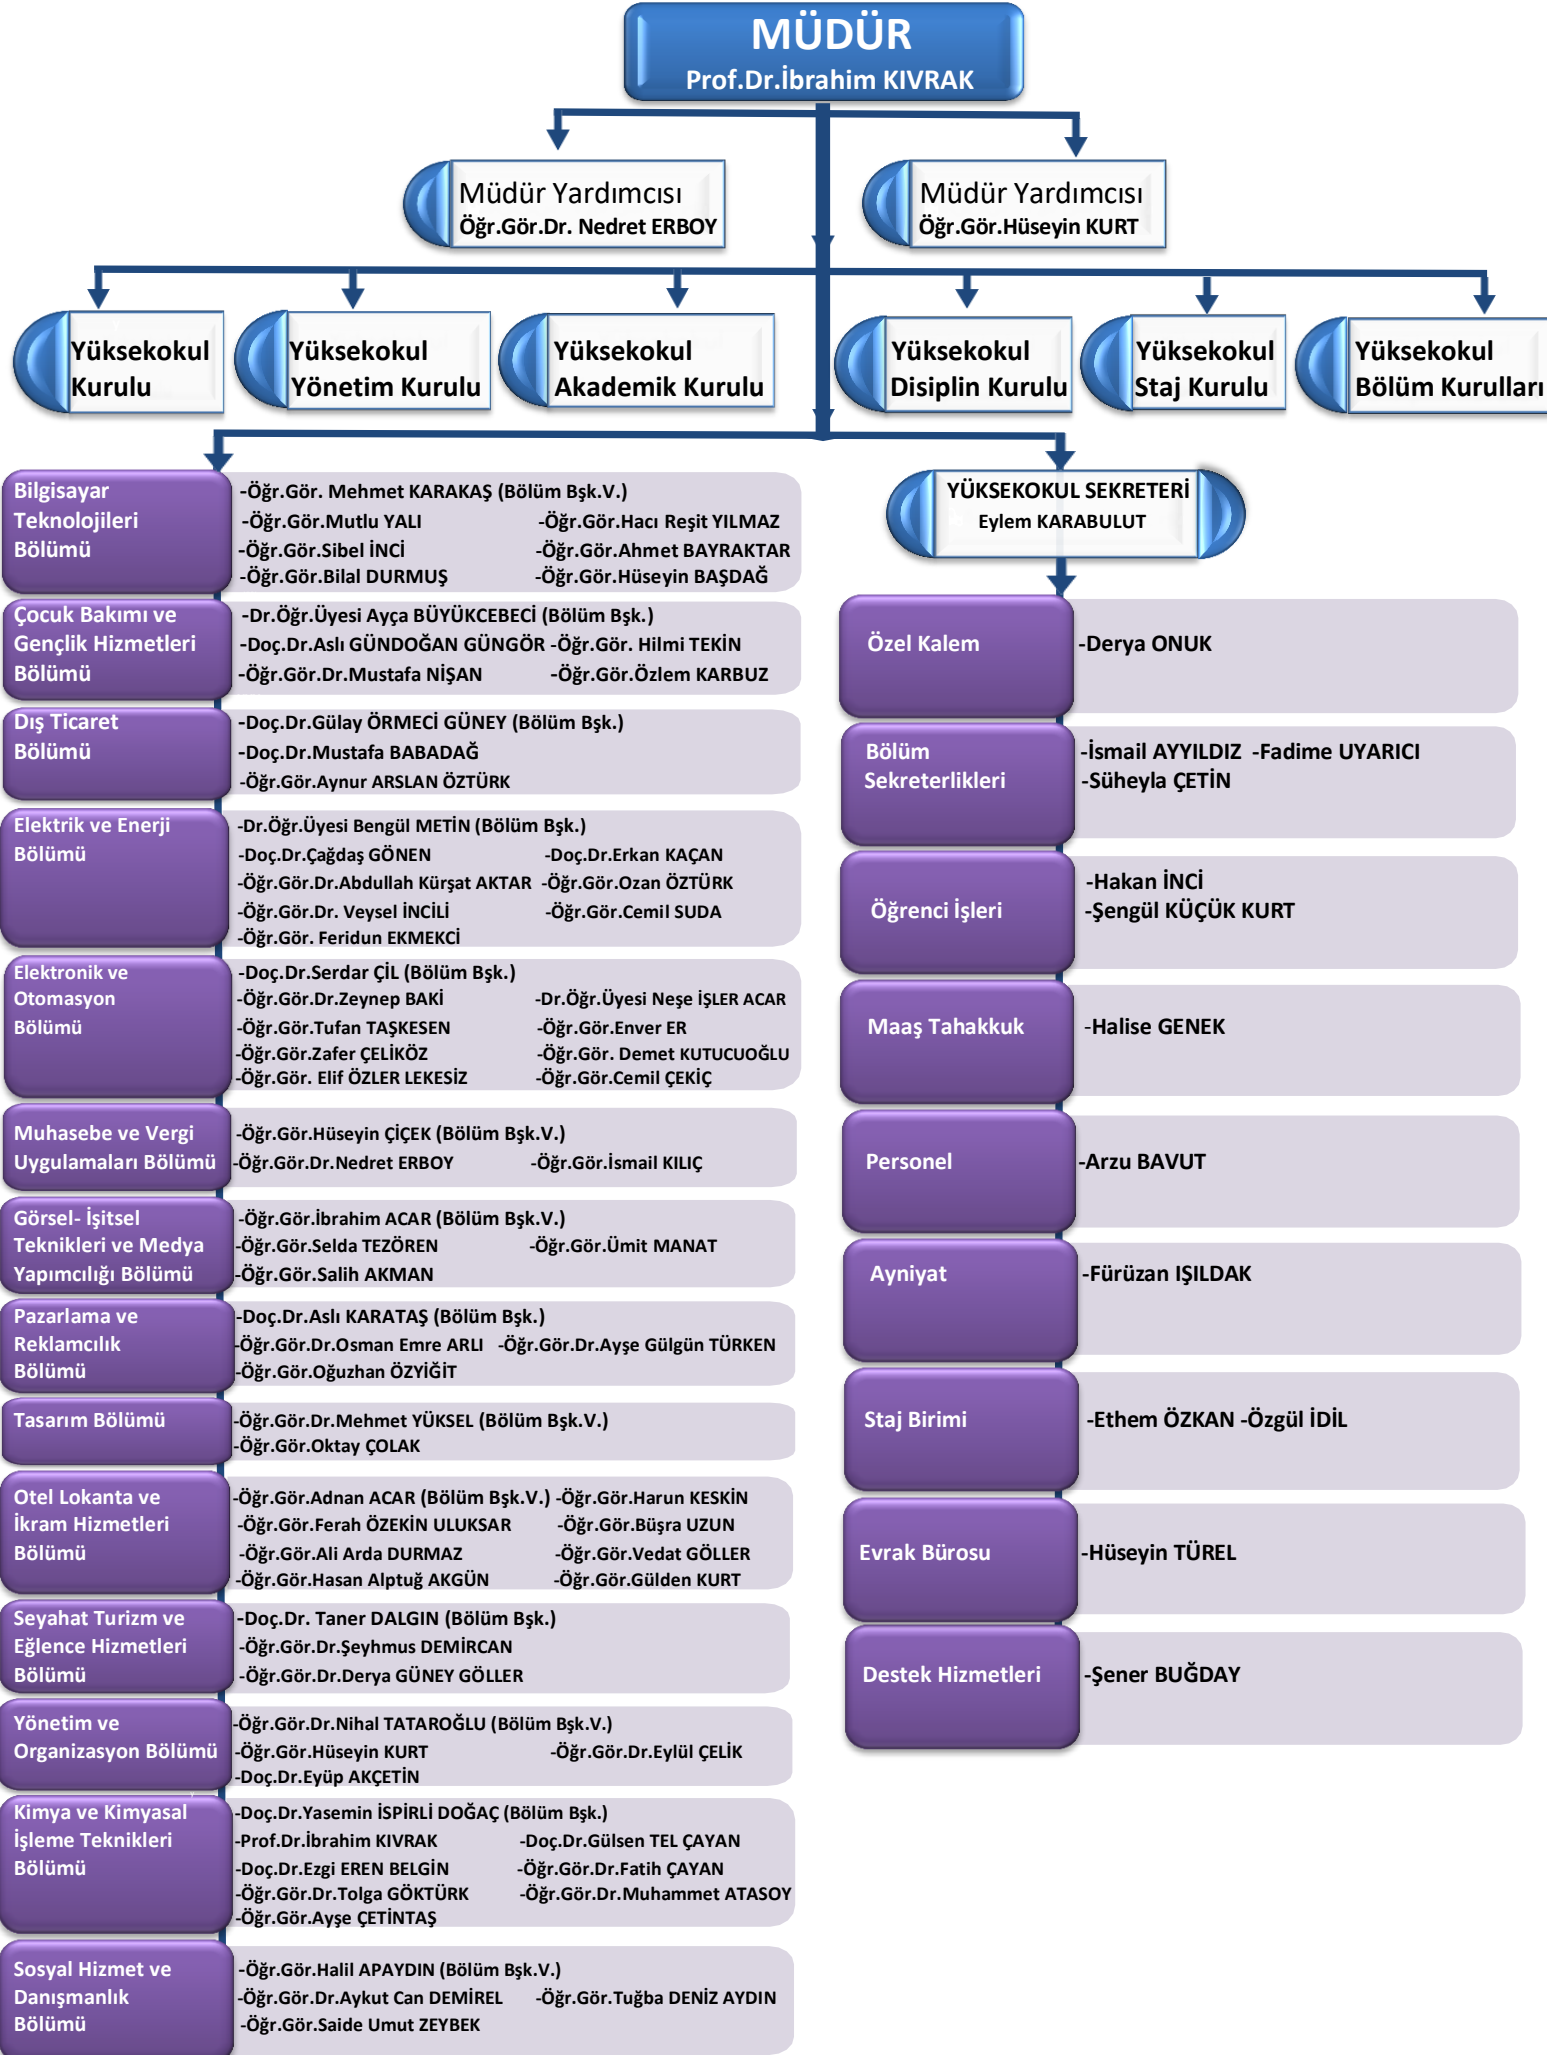 MÜDÜR
Prof.Dr.İbrahim KIVRAK
Müdür Yardımcısı
Öğr.Gör.Dr. Nedret ERBOY
Müdür Yardımcısı
Öğr.Gör.Hüseyin KURT
Yüksekokul
Kurulu
Yüksekokul
Yönetim Kurulu
Yüksekokul
Akademik Kurulu
Yüksekokul
Disiplin Kurulu
Yüksekokul
Staj Kurulu
Yüksekokul
Bölüm Kurulları
Bilgisayar
Teknolojileri
Bölümü
-Öğr.Gör. Mehmet KARAKAŞ (Bölüm Bşk.V.)
-Öğr.Gör.Mutlu YALI -Öğr.Gör.Hacı Reşit YILMAZ
-Öğr.Gör.Sibel İNCİ -Öğr.Gör.Ahmet BAYRAKTAR
-Öğr.Gör.Bilal DURMUŞ -Öğr.Gör.Hüseyin BAŞDAĞ
Çocuk Bakımı ve
Gençlik Hizmetleri
Bölümü
-Dr.Öğr.Üyesi Ayça BÜYÜKCEBECİ (Bölüm Bşk.)
-Doç.Dr.Aslı GÜNDOĞAN GÜNGÖR -Öğr.Gör. Hilmi TEKİN
-Öğr.Gör.Dr.Mustafa NİŞAN -Öğr.Gör.Özlem KARBUZ
Dış Ticaret
Bölümü
-Doç.Dr.Gülay ÖRMECİ GÜNEY (Bölüm Bşk.)
-Doç.Dr.Mustafa BABADAĞ
-Öğr.Gör.Aynur ARSLAN ÖZTÜRK
Elektrik ve Enerji
Bölümü
-Dr.Öğr.Üyesi Bengül METİN (Bölüm Bşk.)
-Doç.Dr.Çağdaş GÖNEN -Doç.Dr.Erkan KAÇAN
-Öğr.Gör.Dr.Abdullah Kürşat AKTAR -Öğr.Gör.Ozan ÖZTÜRK
-Öğr.Gör.Dr. Veysel İNCİLİ -Öğr.Gör.Cemil SUDA
-Öğr.Gör. Feridun EKMEKCİ
Elektronik ve
Otomasyon
Bölümü
-Doç.Dr.Serdar ÇİL (Bölüm Bşk.)
-Öğr.Gör.Dr.Zeynep BAKİ -Dr.Öğr.Üyesi Neşe İŞLER ACAR
-Öğr.Gör.Tufan TAŞKESEN -Öğr.Gör.Enver ER
-Öğr.Gör.Zafer ÇELİKÖZ -Öğr.Gör. Demet KUTUCUOĞLU
-Öğr.Gör. Elif ÖZLER LEKESİZ -Öğr.Gör.Cemil ÇEKİÇ
Muhasebe ve Vergi
Uygulamaları Bölümü
-Öğr.Gör.Hüseyin ÇİÇEK (Bölüm Bşk.V.)
-Öğr.Gör.Dr.Nedret ERBOY -Öğr.Gör.İsmail KILIÇ
Görsel- İşitsel
Teknikleri ve Medya
Yapımcılığı Bölümü
-Öğr.Gör.İbrahim ACAR (Bölüm Bşk.V.)
-Öğr.Gör.Selda TEZÖREN -Öğr.Gör.Ümit MANAT
-Öğr.Gör.Salih AKMAN
Pazarlama ve
Reklamcılık
Bölümü
-Doç.Dr.Aslı KARATAŞ (Bölüm Bşk.)
-Öğr.Gör.Dr.Osman Emre ARLI -Öğr.Gör.Dr.Ayşe Gülgün TÜRKEN
-Öğr.Gör.Oğuzhan ÖZYİĞİT
Tasarım Bölümü
-Öğr.Gör.Dr.Mehmet YÜKSEL (Bölüm Bşk.V.)
-Öğr.Gör.Oktay ÇOLAK
Otel Lokanta ve
İkram Hizmetleri
Bölümü
-Öğr.Gör.Adnan ACAR (Bölüm Bşk.V.) -Öğr.Gör.Harun KESKİN
-Öğr.Gör.Ferah ÖZEKİN ULUKSAR -Öğr.Gör.Büşra UZUN
-Öğr.Gör.Ali Arda DURMAZ -Öğr.Gör.Vedat GÖLLER
-Öğr.Gör.Hasan Alptuğ AKGÜN -Öğr.Gör.Gülden KURT
Seyahat Turizm ve
Eğlence Hizmetleri
Bölümü
-Doç.Dr. Taner DALGIN (Bölüm Bşk.)
-Öğr.Gör.Dr.Şeyhmus DEMİRCAN
-Öğr.Gör.Dr.Derya GÜNEY GÖLLER
Yönetim ve
Organizasyon Bölümü
-Öğr.Gör.Dr.Nihal TATAROĞLU (Bölüm Bşk.V.)
-Öğr.Gör.Hüseyin KURT -Öğr.Gör.Dr.Eylül ÇELİK
-Doç.Dr.Eyüp AKÇETİN
Kimya ve Kimyasal
İşleme Teknikleri
Bölümü
-Doç.Dr.Yasemin İSPİRLİ DOĞAÇ (Bölüm Bşk.)
-Prof.Dr.İbrahim KIVRAK -Doç.Dr.Gülsen TEL ÇAYAN
-Doç.Dr.Ezgi EREN BELGİN -Öğr.Gör.Dr.Fatih ÇAYAN
-Öğr.Gör.Dr.Tolga GÖKTÜRK -Öğr.Gör.Dr.Muhammet ATASOY
-Öğr.Gör.Ayşe ÇETİNTAŞ
Sosyal Hizmet ve
Danışmanlık
Bölümü
-Öğr.Gör.Halil APAYDIN (Bölüm Bşk.V.)
-Öğr.Gör.Dr.Aykut Can DEMİREL -Öğr.Gör.Tuğba DENİZ AYDIN
-Öğr.Gör.Saide Umut ZEYBEK
YÜKSEKOKUL SEKRETERİ
Eylem KARABULUT
Özel Kalem
-Derya ONUK
Bölüm
Sekreterlikleri
-İsmail AYYILDIZ -Fadime UYARICI
-Süheyla ÇETİN
Öğrenci İşleri
-Hakan İNCİ
-Şengül KÜÇÜK KURT
Maaş Tahakkuk
-Halise GENEK
Personel
-Arzu BAVUT
Ayniyat
-Fürüzan IŞILDAK
Staj Birimi
-Ethem ÖZKAN -Özgül İDİL
Evrak Bürosu
-Hüseyin TÜREL
Destek Hizmetleri
-Şener BUĞDAY